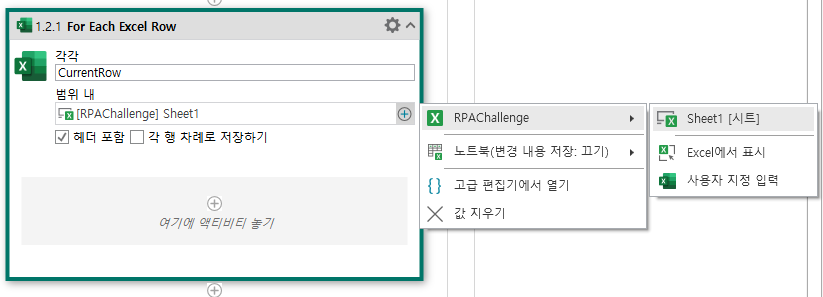 1.2.1 For Each Excel Row
각각
CurrentRow
범위 내
[RPAChallenge] Sheet1
헤더 포함 각 행 차례로 저장하기
여기에 액티비티 놓기
RPAChallenge
노트북(변경 내용 저장: 끄기)
고급 편집기에서 열기
값 지우기
Sheet1 [시트]
Excel에서 표시
사용자 지정 입력